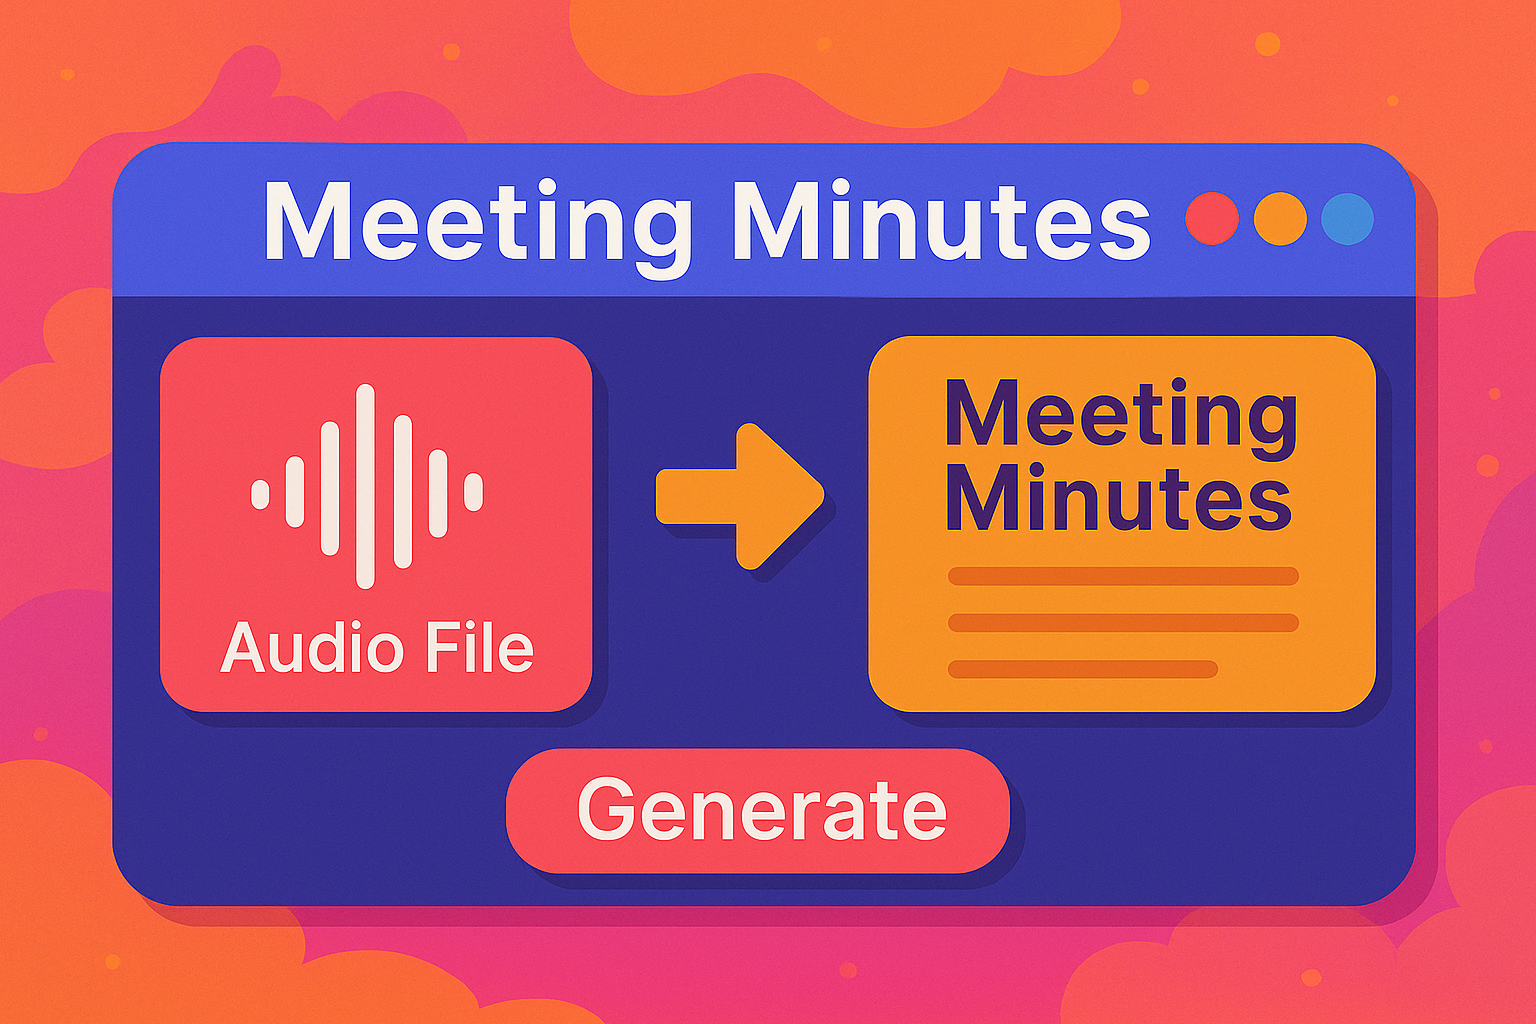 Meeting Minutes
Audio File
Meeting
Minutes
Generate